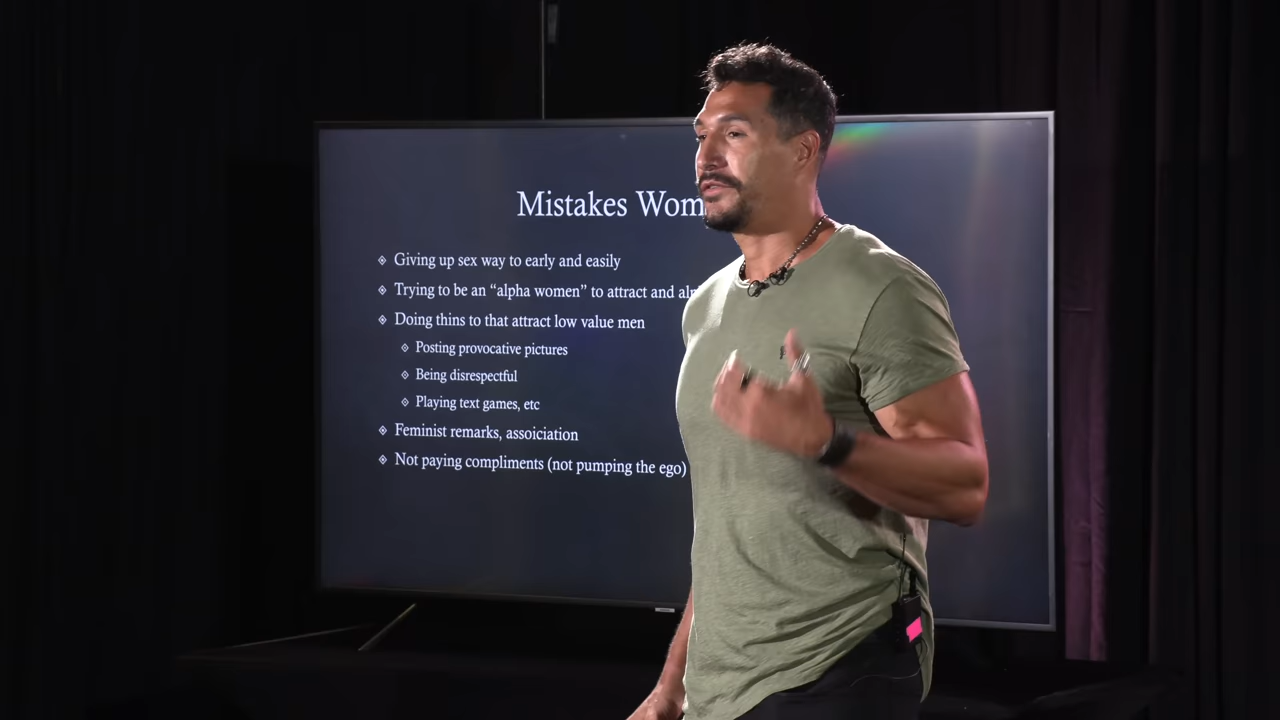 Mistakes Wom
Giving up sex way to early and easily
Trying to be an “alpha women” to attract and
Doing thins to that attract low value men
Posting provocative pictures
Being disrespectful
Playing text games, etc
Feminist remarks, assoiciation
Not paying compliments (not pumping the ego)